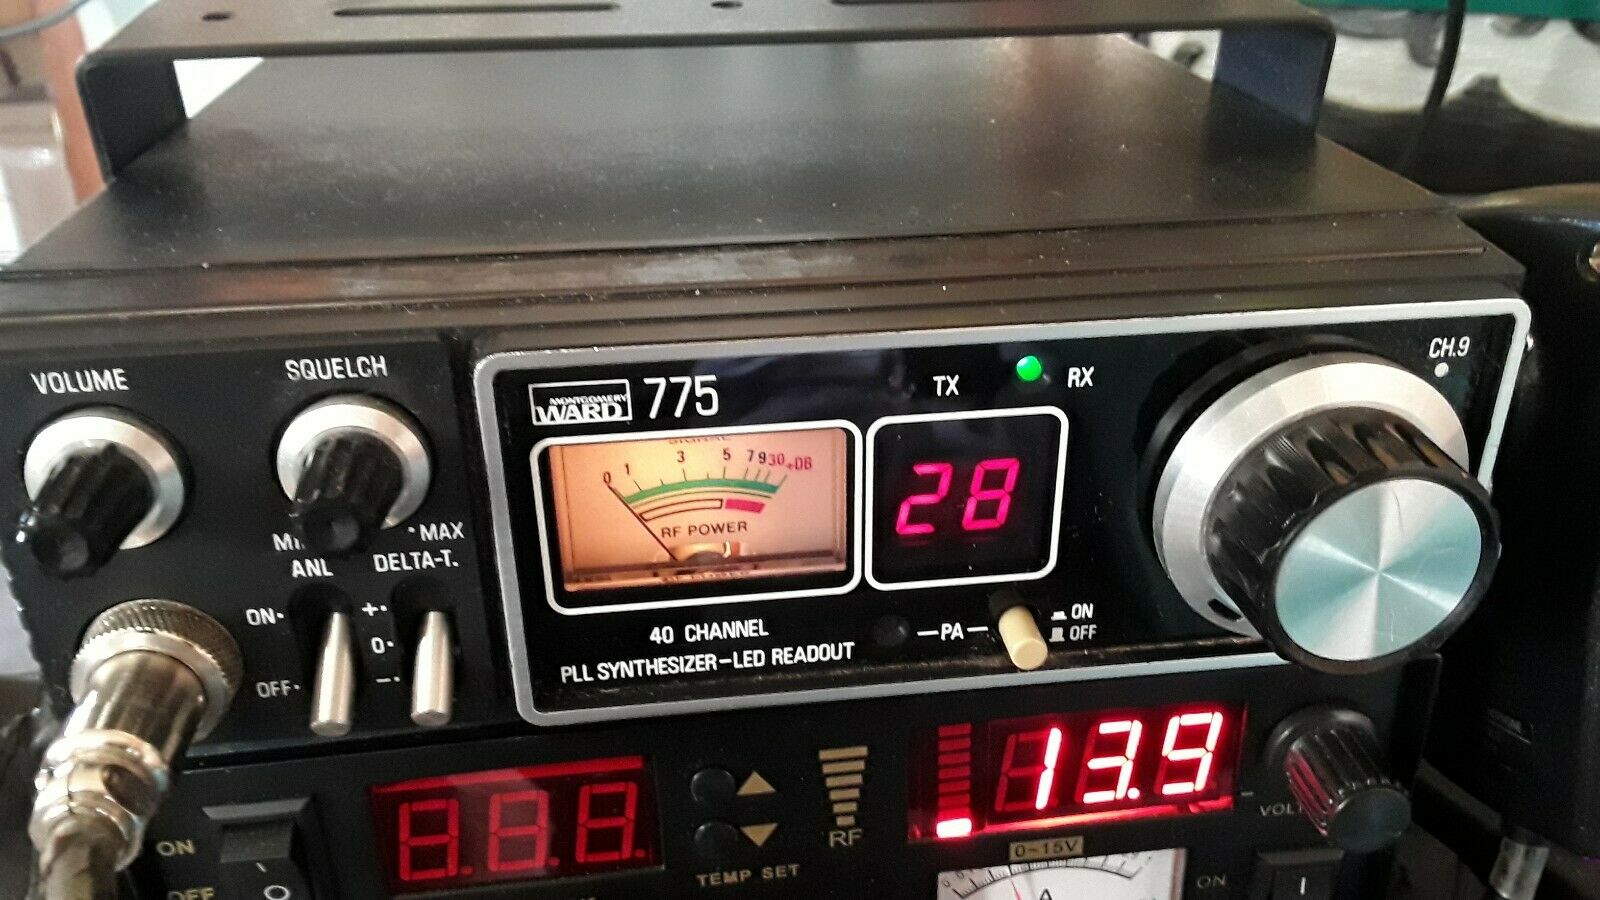 VOLUME
SQUELCH
MAX
ANL
DELTA-T.
ON
OFF
+
0
-
MONTGOMERY
WARD
775
SIGNAL
0 1 3 5 7 9 30 +DB
RF POWER
TX
RX
28
CH.9
40 CHANNEL
PLL SYNTHESIZER-LED READOUT
PA
ON
OFF
ON
OFF
TEMP SET
RF
13.9
0~15V
A
ON